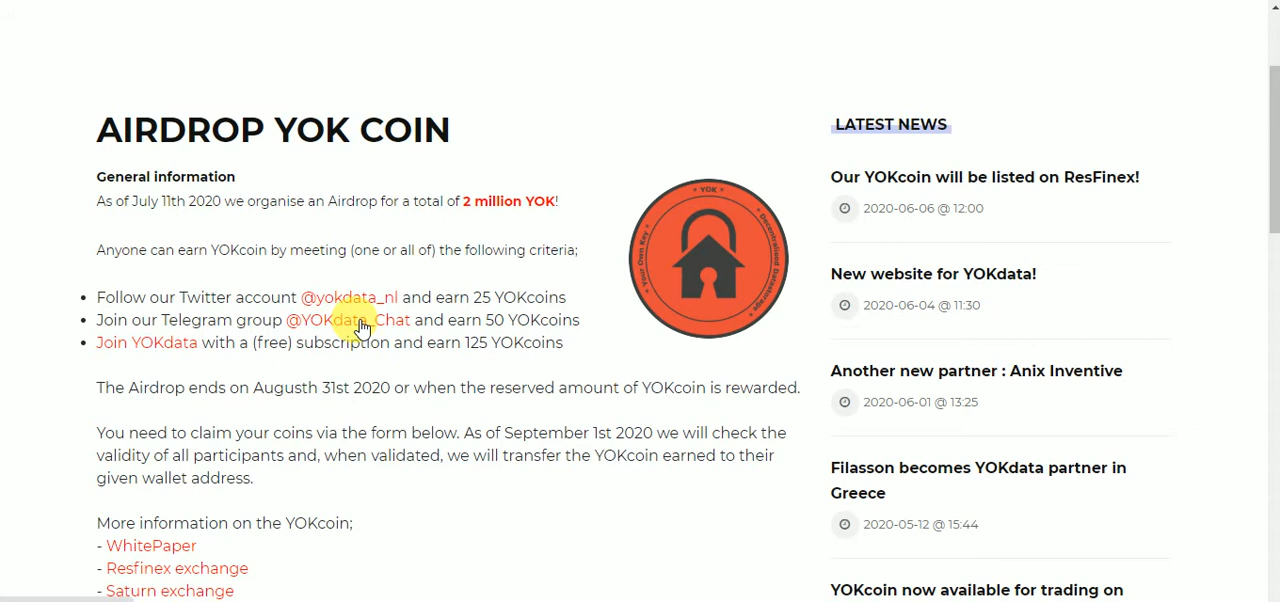 AIRDROP YOK COIN
General information
As of July 11th 2020 we organise an Airdrop for a total of 2 million YOK!
Anyone can earn YOKcoin by meeting (one or all of) the following criteria;
• Follow our Twitter account @yokdata_nl and earn 25 YOKcoins
• Join our Telegram group @YOKdata_Chat and earn 50 YOKcoins
• Join YOKdata with a (free) subscription and earn 125 YOKcoins
The Airdrop ends on Augusth 31st 2020 or when the reserved amount of YOKcoin is rewarded.
You need to claim your coins via the form below. As of September 1st 2020 we will check the
validity of all participants and, when validated, we will transfer the YOKcoin earned to their
given wallet address.
More information on the YOKcoin;
- WhitePaper
- Resfinex exchange
- Saturn exchange
* YOK *
* Your Own Key *
* Decentralised Datastorage *
LATEST NEWS
Our YOKcoin will be listed on ResFinex!
2020-06-06 @ 12:00
New website for YOKdata!
2020-06-04 @ 11:30
Another new partner : Anix Inventive
2020-06-01 @ 13:25
Filasson becomes YOKdata partner in
Greece
2020-05-12 @ 15:44
YOKcoin now available for trading on